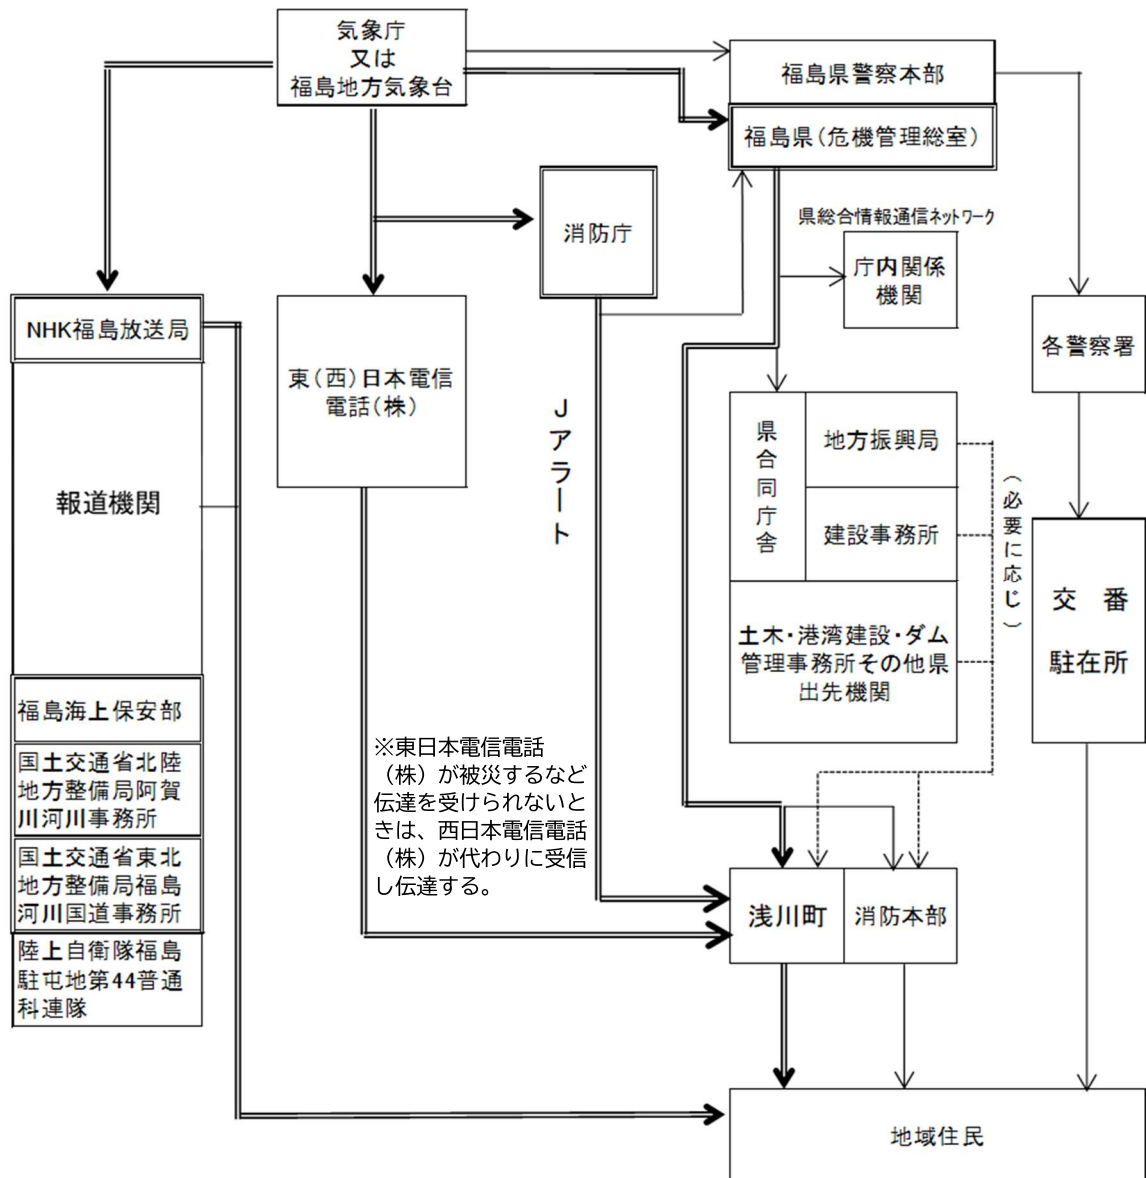 気象庁
又は
福島地方気象台
福島県警察本部
福島県(危機管理総室)
消防庁
県総合情報通信ネットワーク
庁内関係
機関
NHK福島放送局
東(西)日本電信
電話(株)
各警察署
Jアラート
県合同庁舎
地方振興局
建設事務所
(必要に応じ)
報道機関
土木・港湾建設・ダム
管理事務所その他県
出先機関
交 番
駐在所
福島海上保安部
国土交通省北陸
地方整備局阿賀
川河川事務所
国土交通省東北
地方整備局福島
河川国道事務所
陸上自衛隊福島
駐屯地第44普通
科連隊
※東日本電信電話
(株)が被災するなど
伝達を受けられないと
きは、西日本電信電話
(株)が代わりに受信
し伝達する。
浅川町
消防本部
地域住民